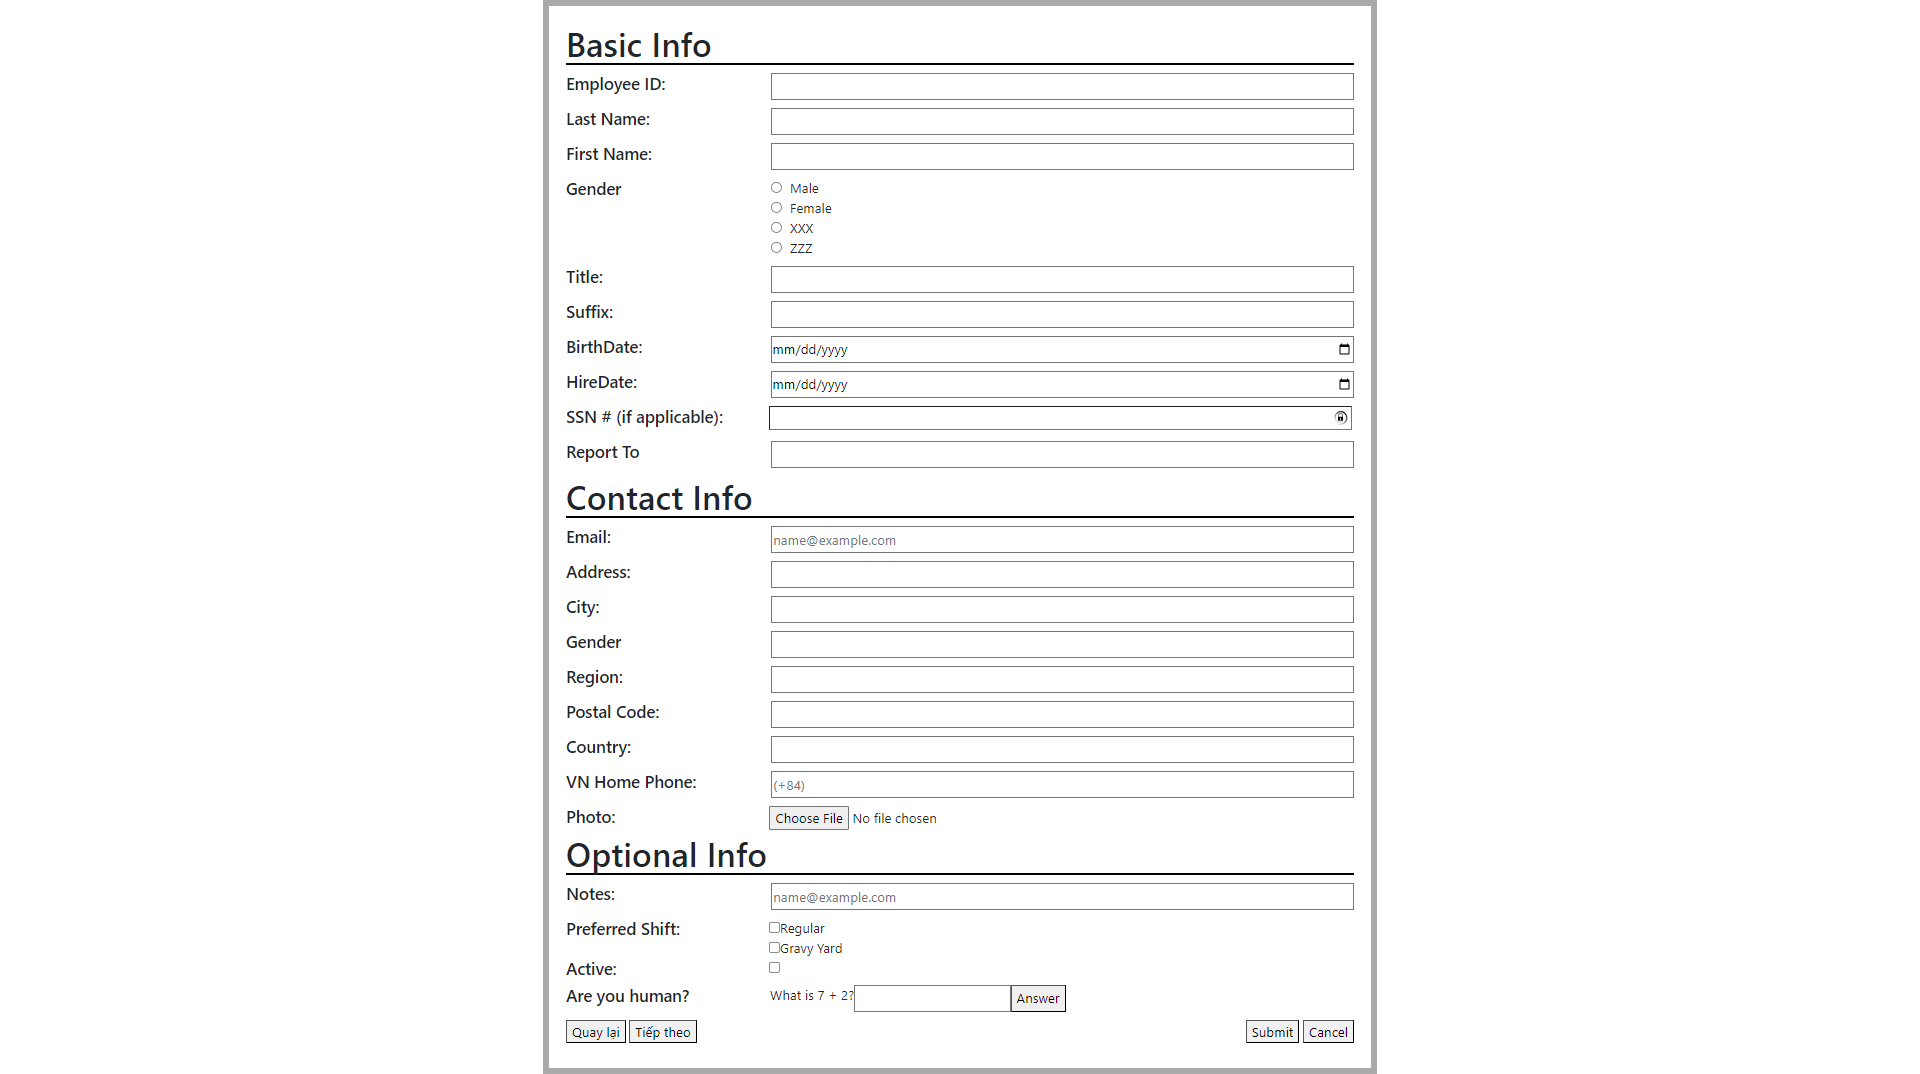 Basic Info
Employee ID:
Last Name:
First Name:
Gender
Male
Female
XXX
ZZZ
Title:
Suffix:
BirthDate: mm/dd/yyyy
HireDate: mm/dd/yyyy
SSN # (if applicable):
Report To
Contact Info
Email: name@example.com
Address:
City:
Gender
Region:
Postal Code:
Country:
VN Home Phone: (+84)
Photo: Choose File No file chosen
Optional Info
Notes: name@example.com
Preferred Shift: Regular
Gravy Yard
Active:
Are you human? What is 7 + 2? Answer
Quay lại Tiếp theo Submit Cancel